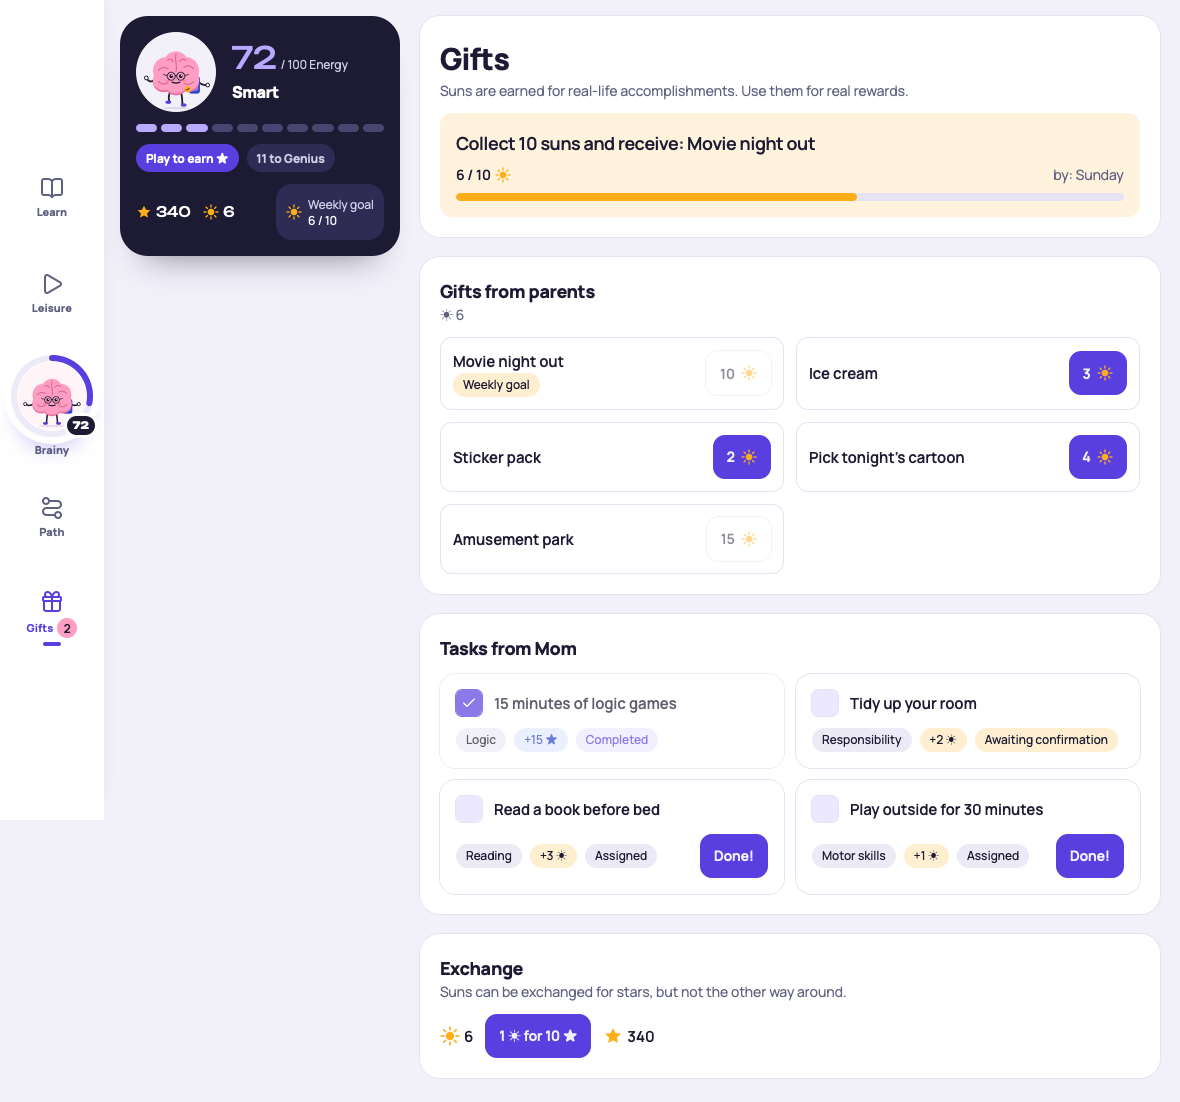 Learn
Leisure
72
Brainy
Path
Gifts 2
72 / 100 Energy
Smart
Play to earn
11 to Genius
340
6
Weekly goal
6 / 10
Gifts
Suns are earned for real-life accomplishments. Use them for real rewards.
Collect 10 suns and receive: Movie night out
6 / 10
by: Sunday
Gifts from parents
6
Movie night out
Weekly goal
10
Ice cream
3
Sticker pack
2
Pick tonight's cartoon
4
Amusement park
15
Tasks from Mom
15 minutes of logic games
Logic
+15
Completed
Tidy up your room
Responsibility
+2
Awaiting confirmation
Read a book before bed
Reading
+3
Assigned
Done!
Play outside for 30 minutes
Motor skills
+1
Assigned
Done!
Exchange
Suns can be exchanged for stars, but not the other way around.
6
1 for 10
340